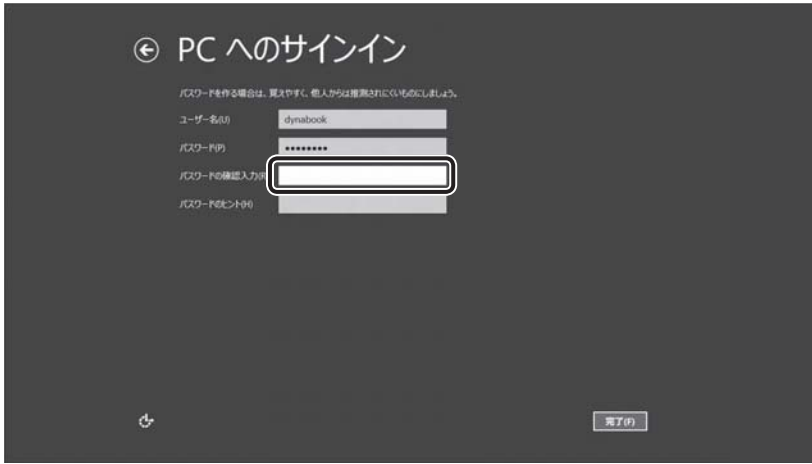 PC へのサインイン
パスワードを作る場合は、覚えやすく、他人からは推測されにくいものにしましょう。
ユーザー名(U)
dynabook
パスワード(P)
••••••••
パスワードの確認入力(R
パスワードのヒント(H)
完了(F)